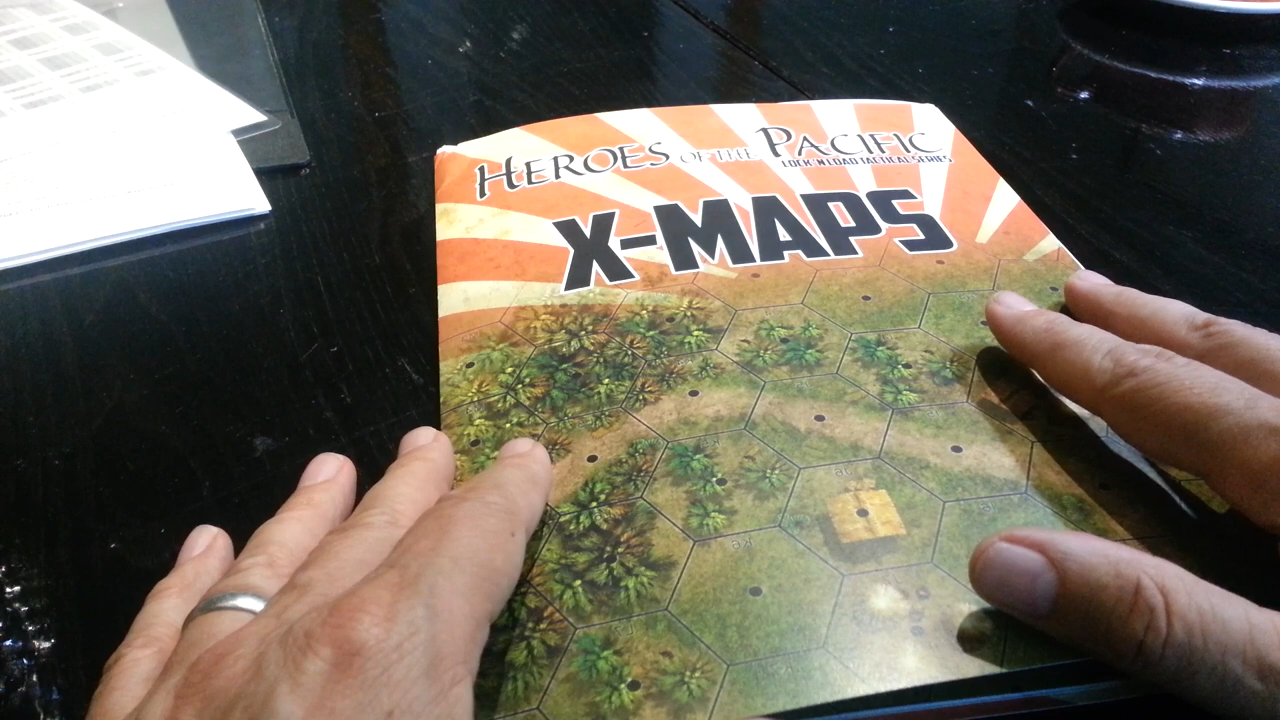 HEROES OF THE PACIFIC
LOCK 'N LOAD TACTICAL SERIES
X-MAPS